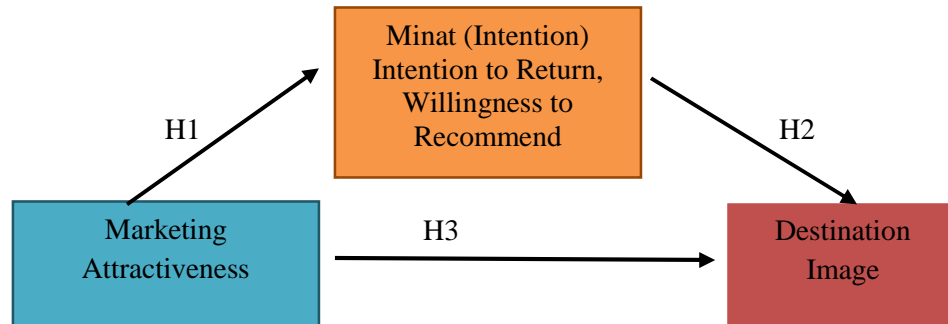 Minat (Intention)
Intention to Return,
Willingness to
Recommend
H1
H2
Marketing
Attractiveness
H3
Destination
Image